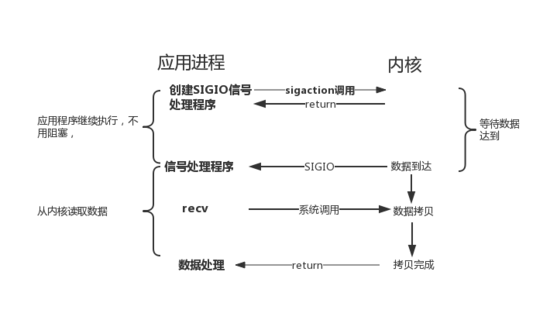 应用进程
内核
创建SIGIO信号
处理程序
sigaction调用
return
应用程序继续执行，不
用阻塞，
等待数据
达到
信号处理程序
SIGIO
数据到达
从内核读取数据
recv
系统调用
数据拷贝
数据处理
return
拷贝完成